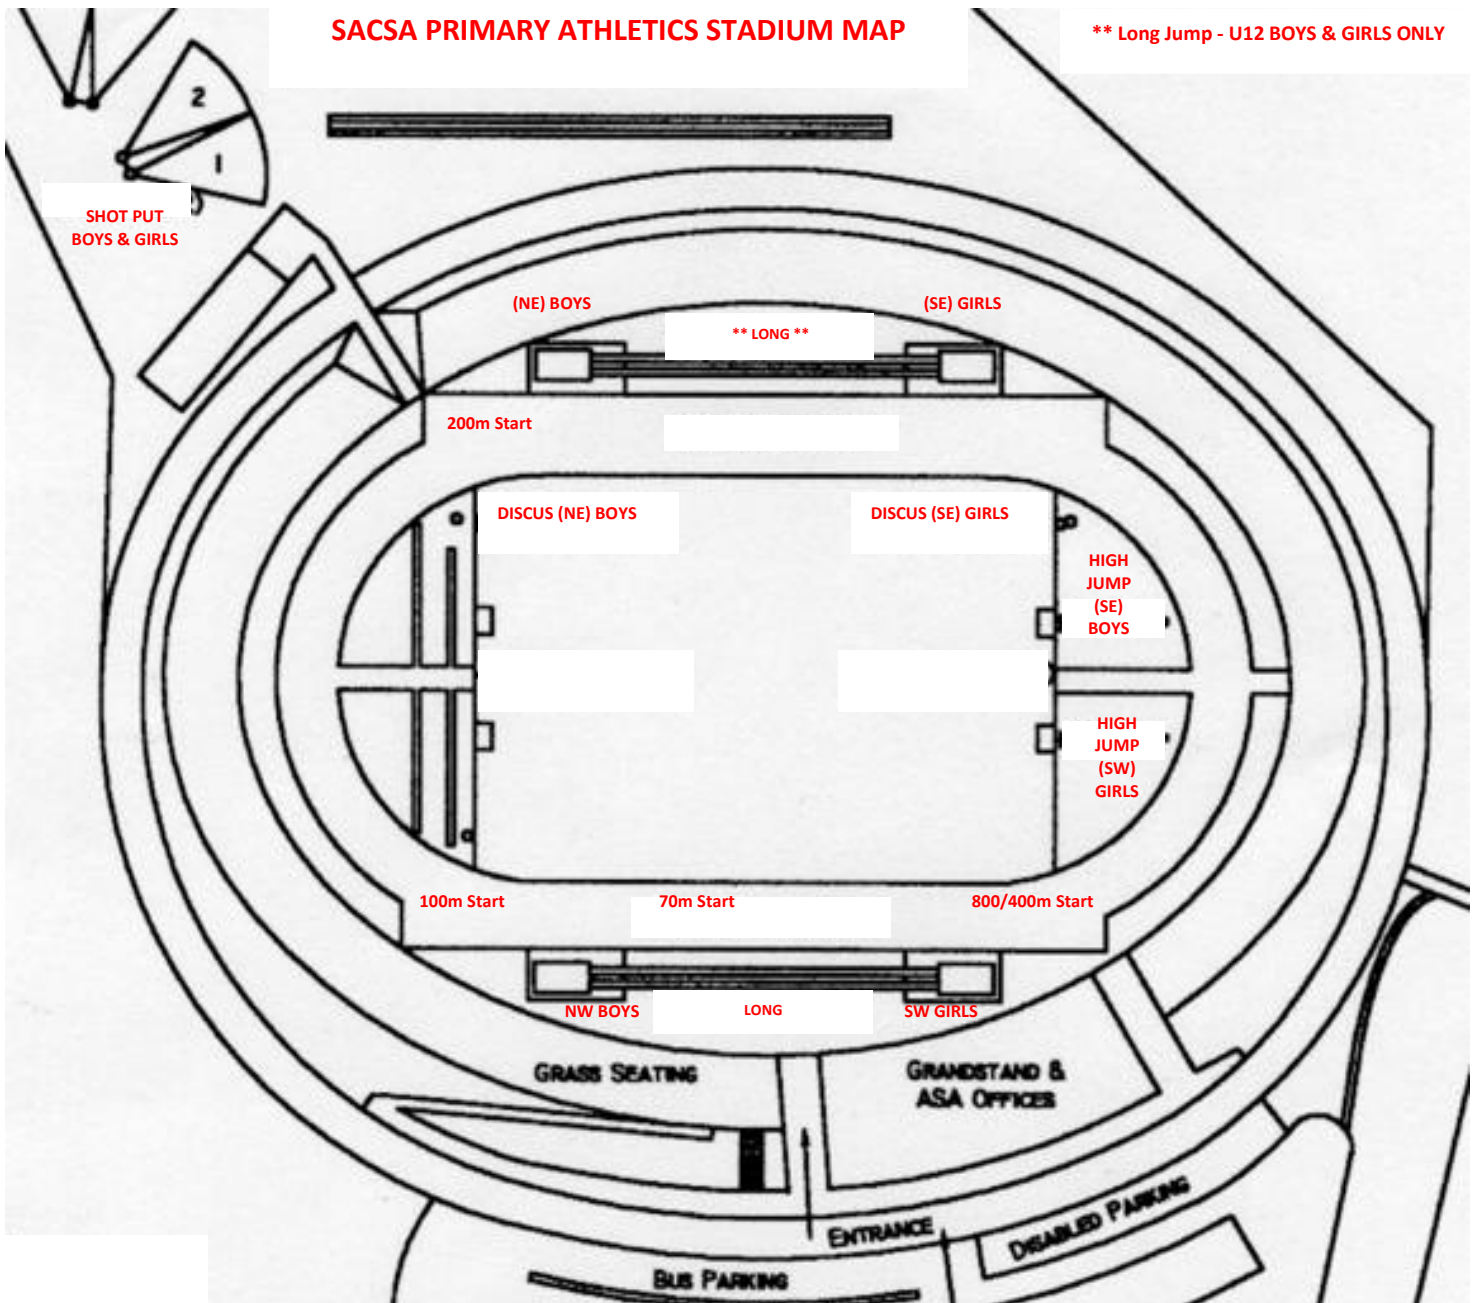 SACSA PRIMARY ATHLETICS STADIUM MAP
** Long Jump - U12 BOYS & GIRLS ONLY
2
1
SHOT PUT
BOYS & GIRLS
(NE) BOYS
(SE) GIRLS
** LONG **
200m Start
DISCUS (NE) BOYS
DISCUS (SE) GIRLS
HIGH
JUMP
(SE)
BOYS
HIGH
JUMP
(SW)
GIRLS
100m Start
70m Start
800/400m Start
NW BOYS
LONG
SW GIRLS
GRASS SEATING
GRANDSTAND &
ASA OFFICES
ENTRANCE
DISABLED PARKING
BUS PARKING